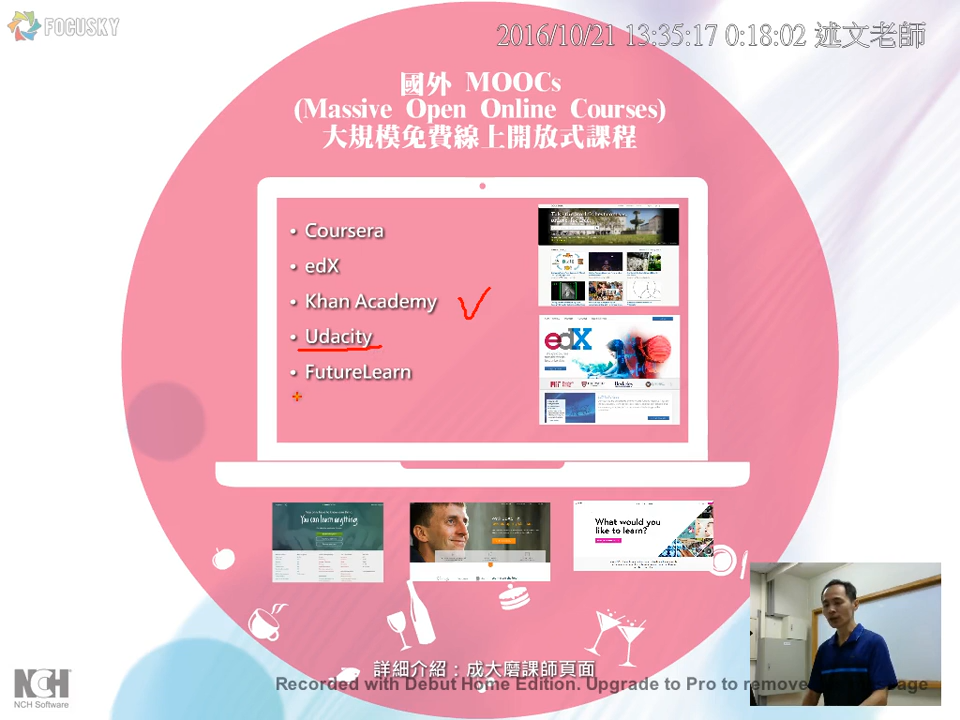 FOCUSKY
2016/10/21 13:35:17 0:18:02 述文老師
國外 MOOCs
(Massive Open Online Courses)
大規模免費線上開放式課程
• Coursera
• edX
• Khan Academy
• Udacity
• FutureLearn
edX
Berkeley
You can learn anything
What would you
like to learn?
詳細介紹：成大磨課師頁面
Recorded with Debut Home Edition. Upgrade to Pro to remove
NCH
NCH Software